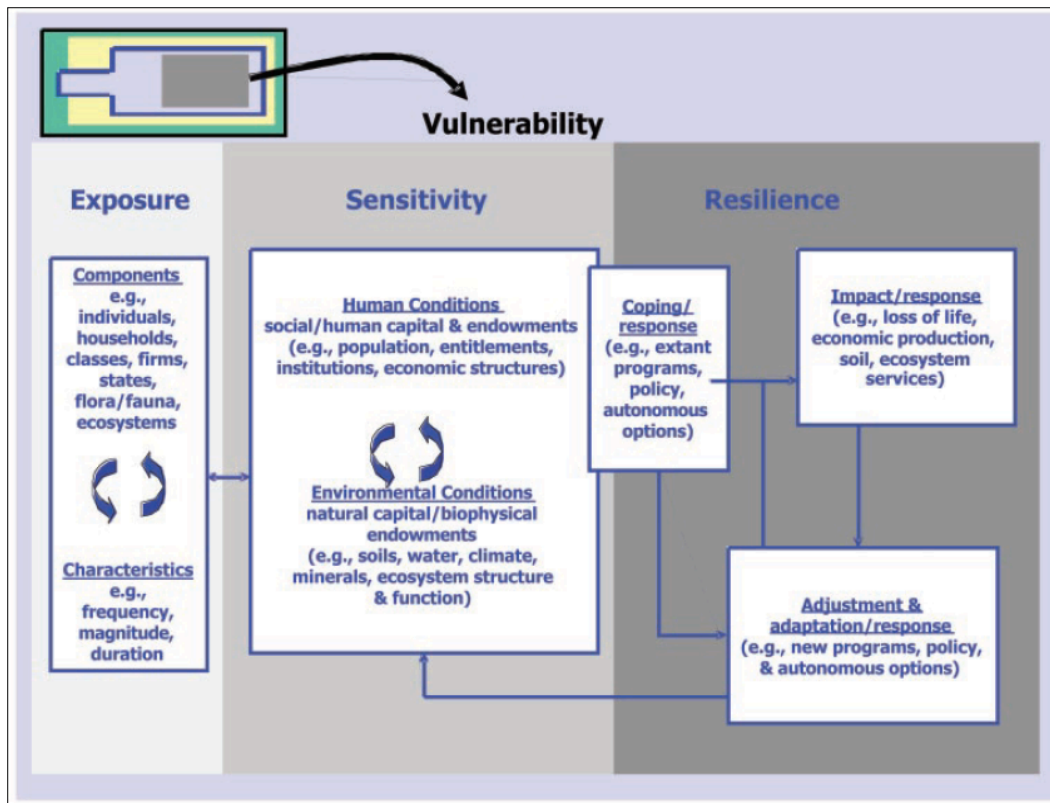 Vulnerability
Exposure
Sensitivity
Resilience
Components
e.g.,
individuals,
households,
classes, firms,
states,
flora/fauna,
ecosystems
Characteristics
e.g.,
frequency,
magnitude,
duration
Human Conditions
social/human capital & endowments
(e.g., population, entitlements,
institutions, economic structures)
Environmental Conditions
natural capital/biophysical
endowments
(e.g., soils, water, climate,
minerals, ecosystem structure
& function)
Coping/
response
(e.g., extant
programs,
policy,
autonomous
options)
Impact/response
(e.g., loss of life,
economic production,
soil, ecosystem
services)
Adjustment &
adaptation/response
(e.g., new programs, policy,
& autonomous options)